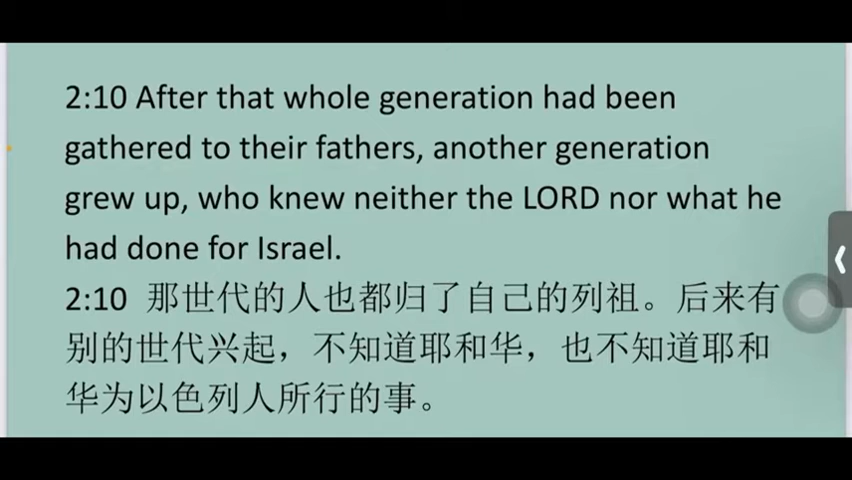 2:10 After that whole generation had been
gathered to their fathers, another generation
grew up, who knew neither the LORD nor what he
had done for Israel.
2:10 那世代的人也都归了自己的列祖。后来有
别的世代兴起，不知道耶和华，也不知道耶和
华为以色列人所行的事。